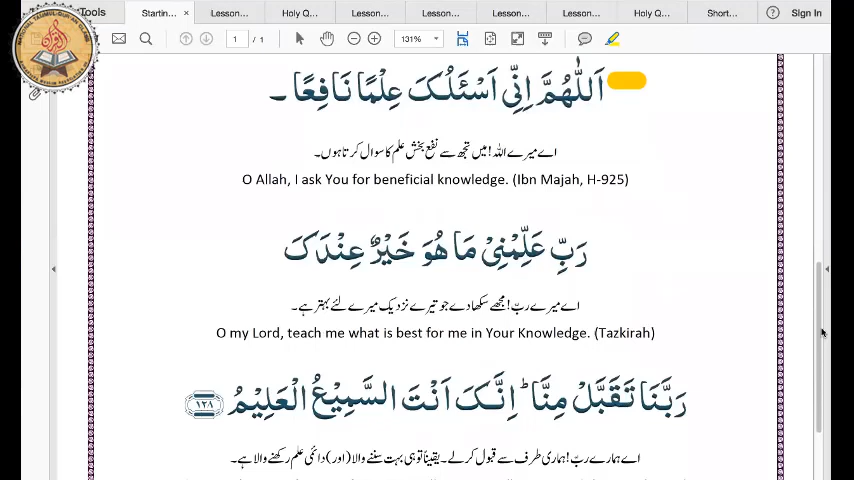 Tools
Startin... × Lesson... Holy Q... Lesson... Lesson... Lesson... Lesson... Holy Q... Short... Sign In
1 / 1 131%
اَللّٰهُمَّ اِنِّیْ اَسْئَلُکَ عِلْمًا نَافِعًا ۔
اے میرے اللہ! میں تجھ سے نفع بخش علم کا سوال کرتا ہوں۔
O Allah, I ask You for beneficial knowledge. (Ibn Majah, H-925)
رَبِّ عَلِّمْنِیْ مَا هُوَ خَیْرٌ عِنْدَکَ
اے میرے ربّ! مجھے سکھا دے جو تیرے نزدیک میرے لئے بہتر ہے۔
O my Lord, teach me what is best for me in Your Knowledge. (Tazkirah)
رَبَّنَا تَقَبَّلْ مِنَّا ؕ اِنَّکَ اَنْتَ السَّمِیْعُ الْعَلِیْمُ ۱۲۸
اے ہمارے ربّ! ہماری طرف سے قبول کر لے۔ یقیناً تو ہی بہت سننے والا (اور) دائمی علم رکھنے والا ہے۔